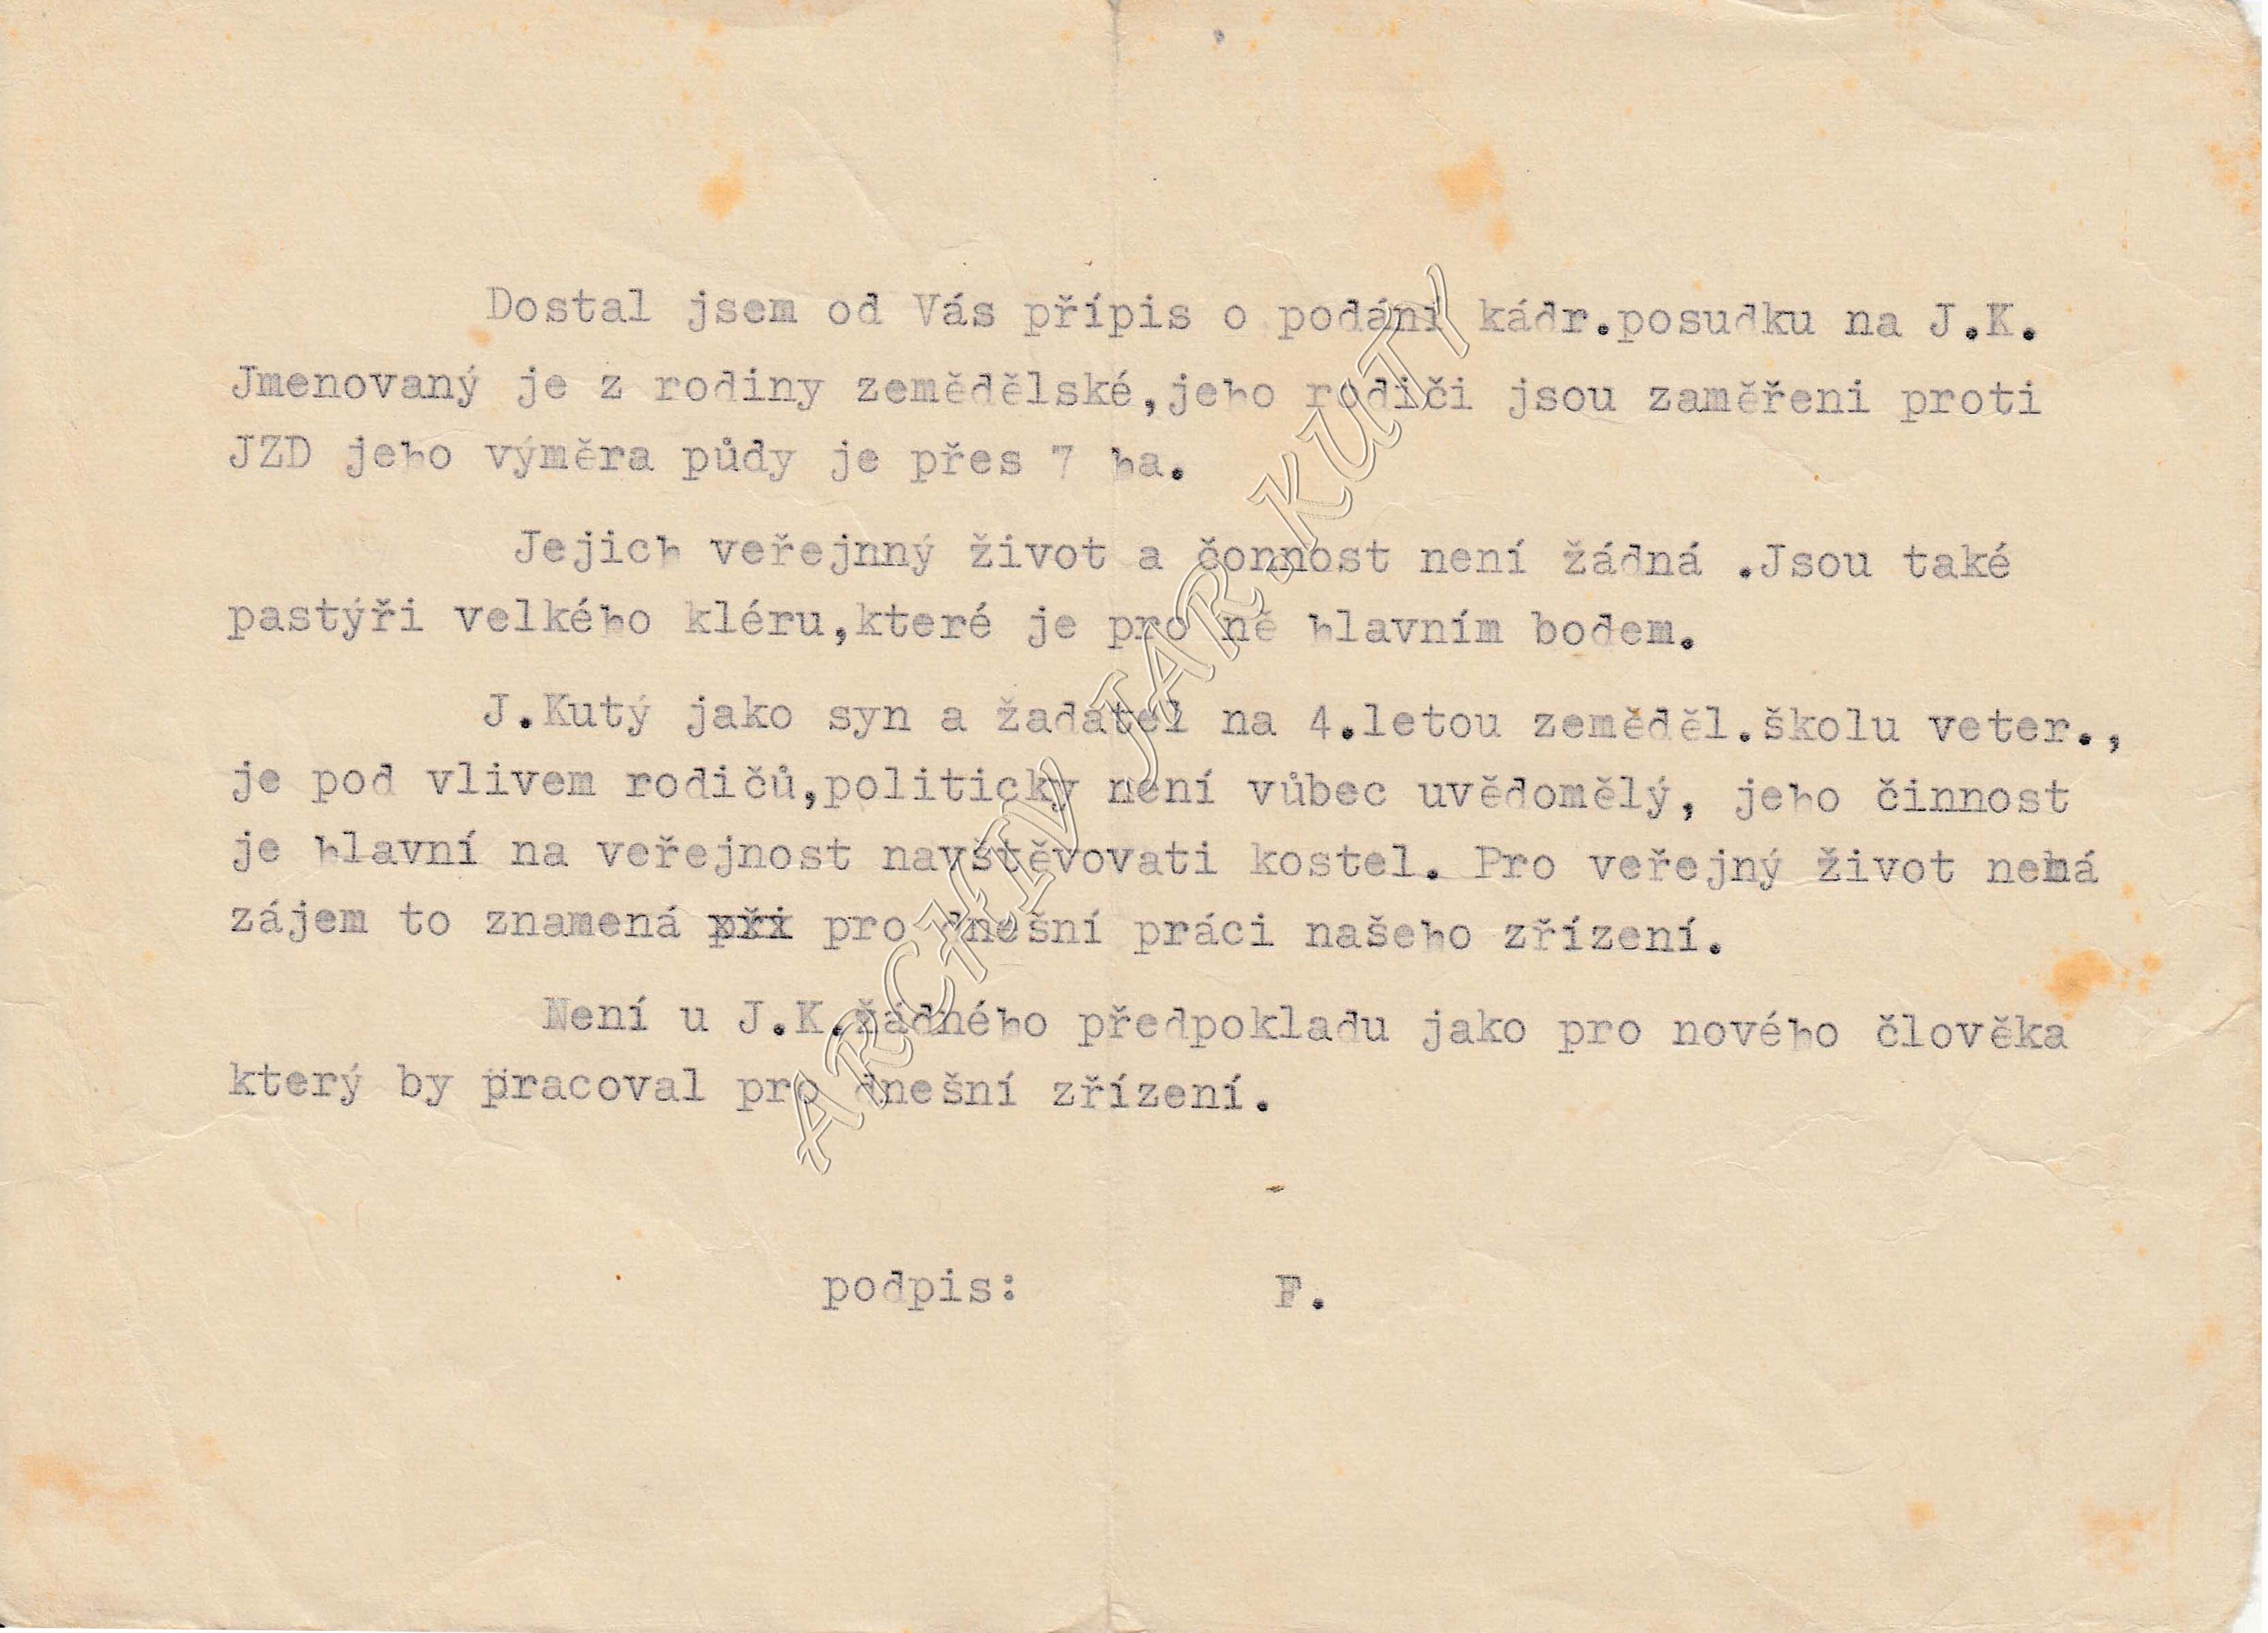 Dostal jsem od Vás přípis o podání kádr.posudku na J.K.
Jmenovaný je z rodiny zemědělské,jeho rodiči jsou zaměřeni proti
JZD jeho výměra půdy je přes 7 ha.
Jejich veřejnný život a čonnost není žádná .Jsou také
pastýři velkého kléru,které je pro ně hlavním bodem.
J.Kutý jako syn a žadatel na 4.letou zeměděl.školu veter.,
je pod vlivem rodičů,politicky není vůbec uvědomělý, jeho činnost
je hlavní na veřejnost navštěvovati kostel. Pro veřejný život nemá
zájem to znamená při pro dnešní práci našeho zřízení.
Není u J.K.žádného předpokladu jako pro nového člověka
který by pracoval pro dnešní zřízení.
podpis: F.
ARCHIV JAR.KUTÝ